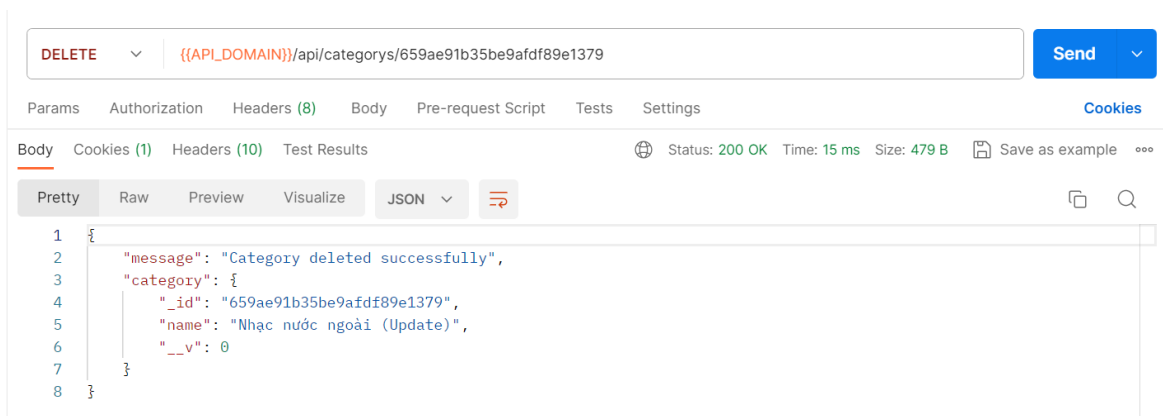 DELETE {{API_DOMAIN}}/api/categorys/659ae91b35be9afdf89e1379 Send
Params Authorization Headers (8) Body Pre-request Script Tests Settings Cookies
Body Cookies (1) Headers (10) Test Results Status: 200 OK Time: 15 ms Size: 479 B Save as example
Pretty Raw Preview Visualize JSON
1 {
2 "message": "Category deleted successfully",
3 "category": {
4 "_id": "659ae91b35be9afdf89e1379",
5 "name": "Nhạc nước ngoài (Update)",
6 "__v": 0
7 }
8 }